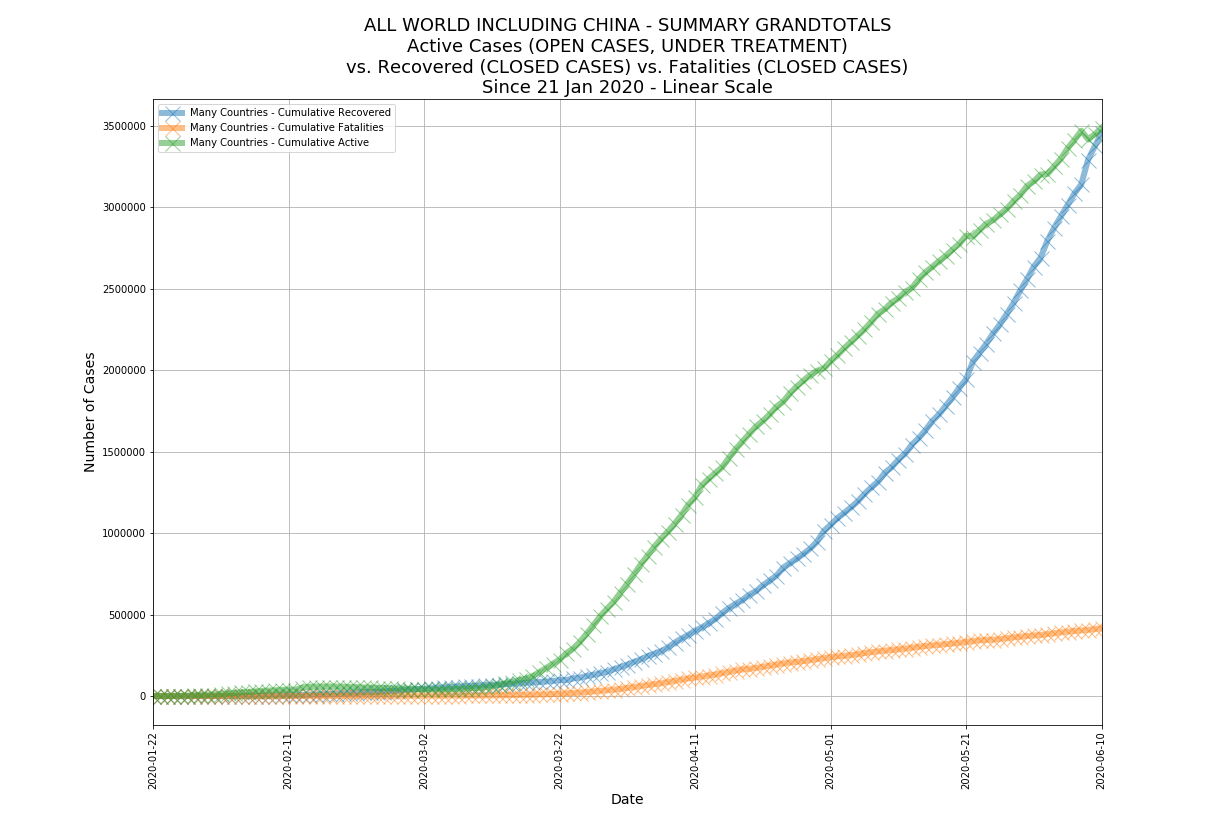 ALL WORLD INCLUDING CHINA - SUMMARY GRANDTOTALS
Active Cases (OPEN CASES, UNDER TREATMENT)
vs. Recovered (CLOSED CASES) vs. Fatalities (CLOSED CASES)
Since 21 Jan 2020 - Linear Scale
Many Countries - Cumulative Recovered
Many Countries - Cumulative Fatalities
Many Countries - Cumulative Active
3500000
3000000
2500000
2000000
1500000
1000000
500000
0
Number of Cases
2020-01-22
2020-02-11
2020-03-02
2020-03-22
2020-04-11
2020-05-01
2020-05-21
2020-06-10
Date